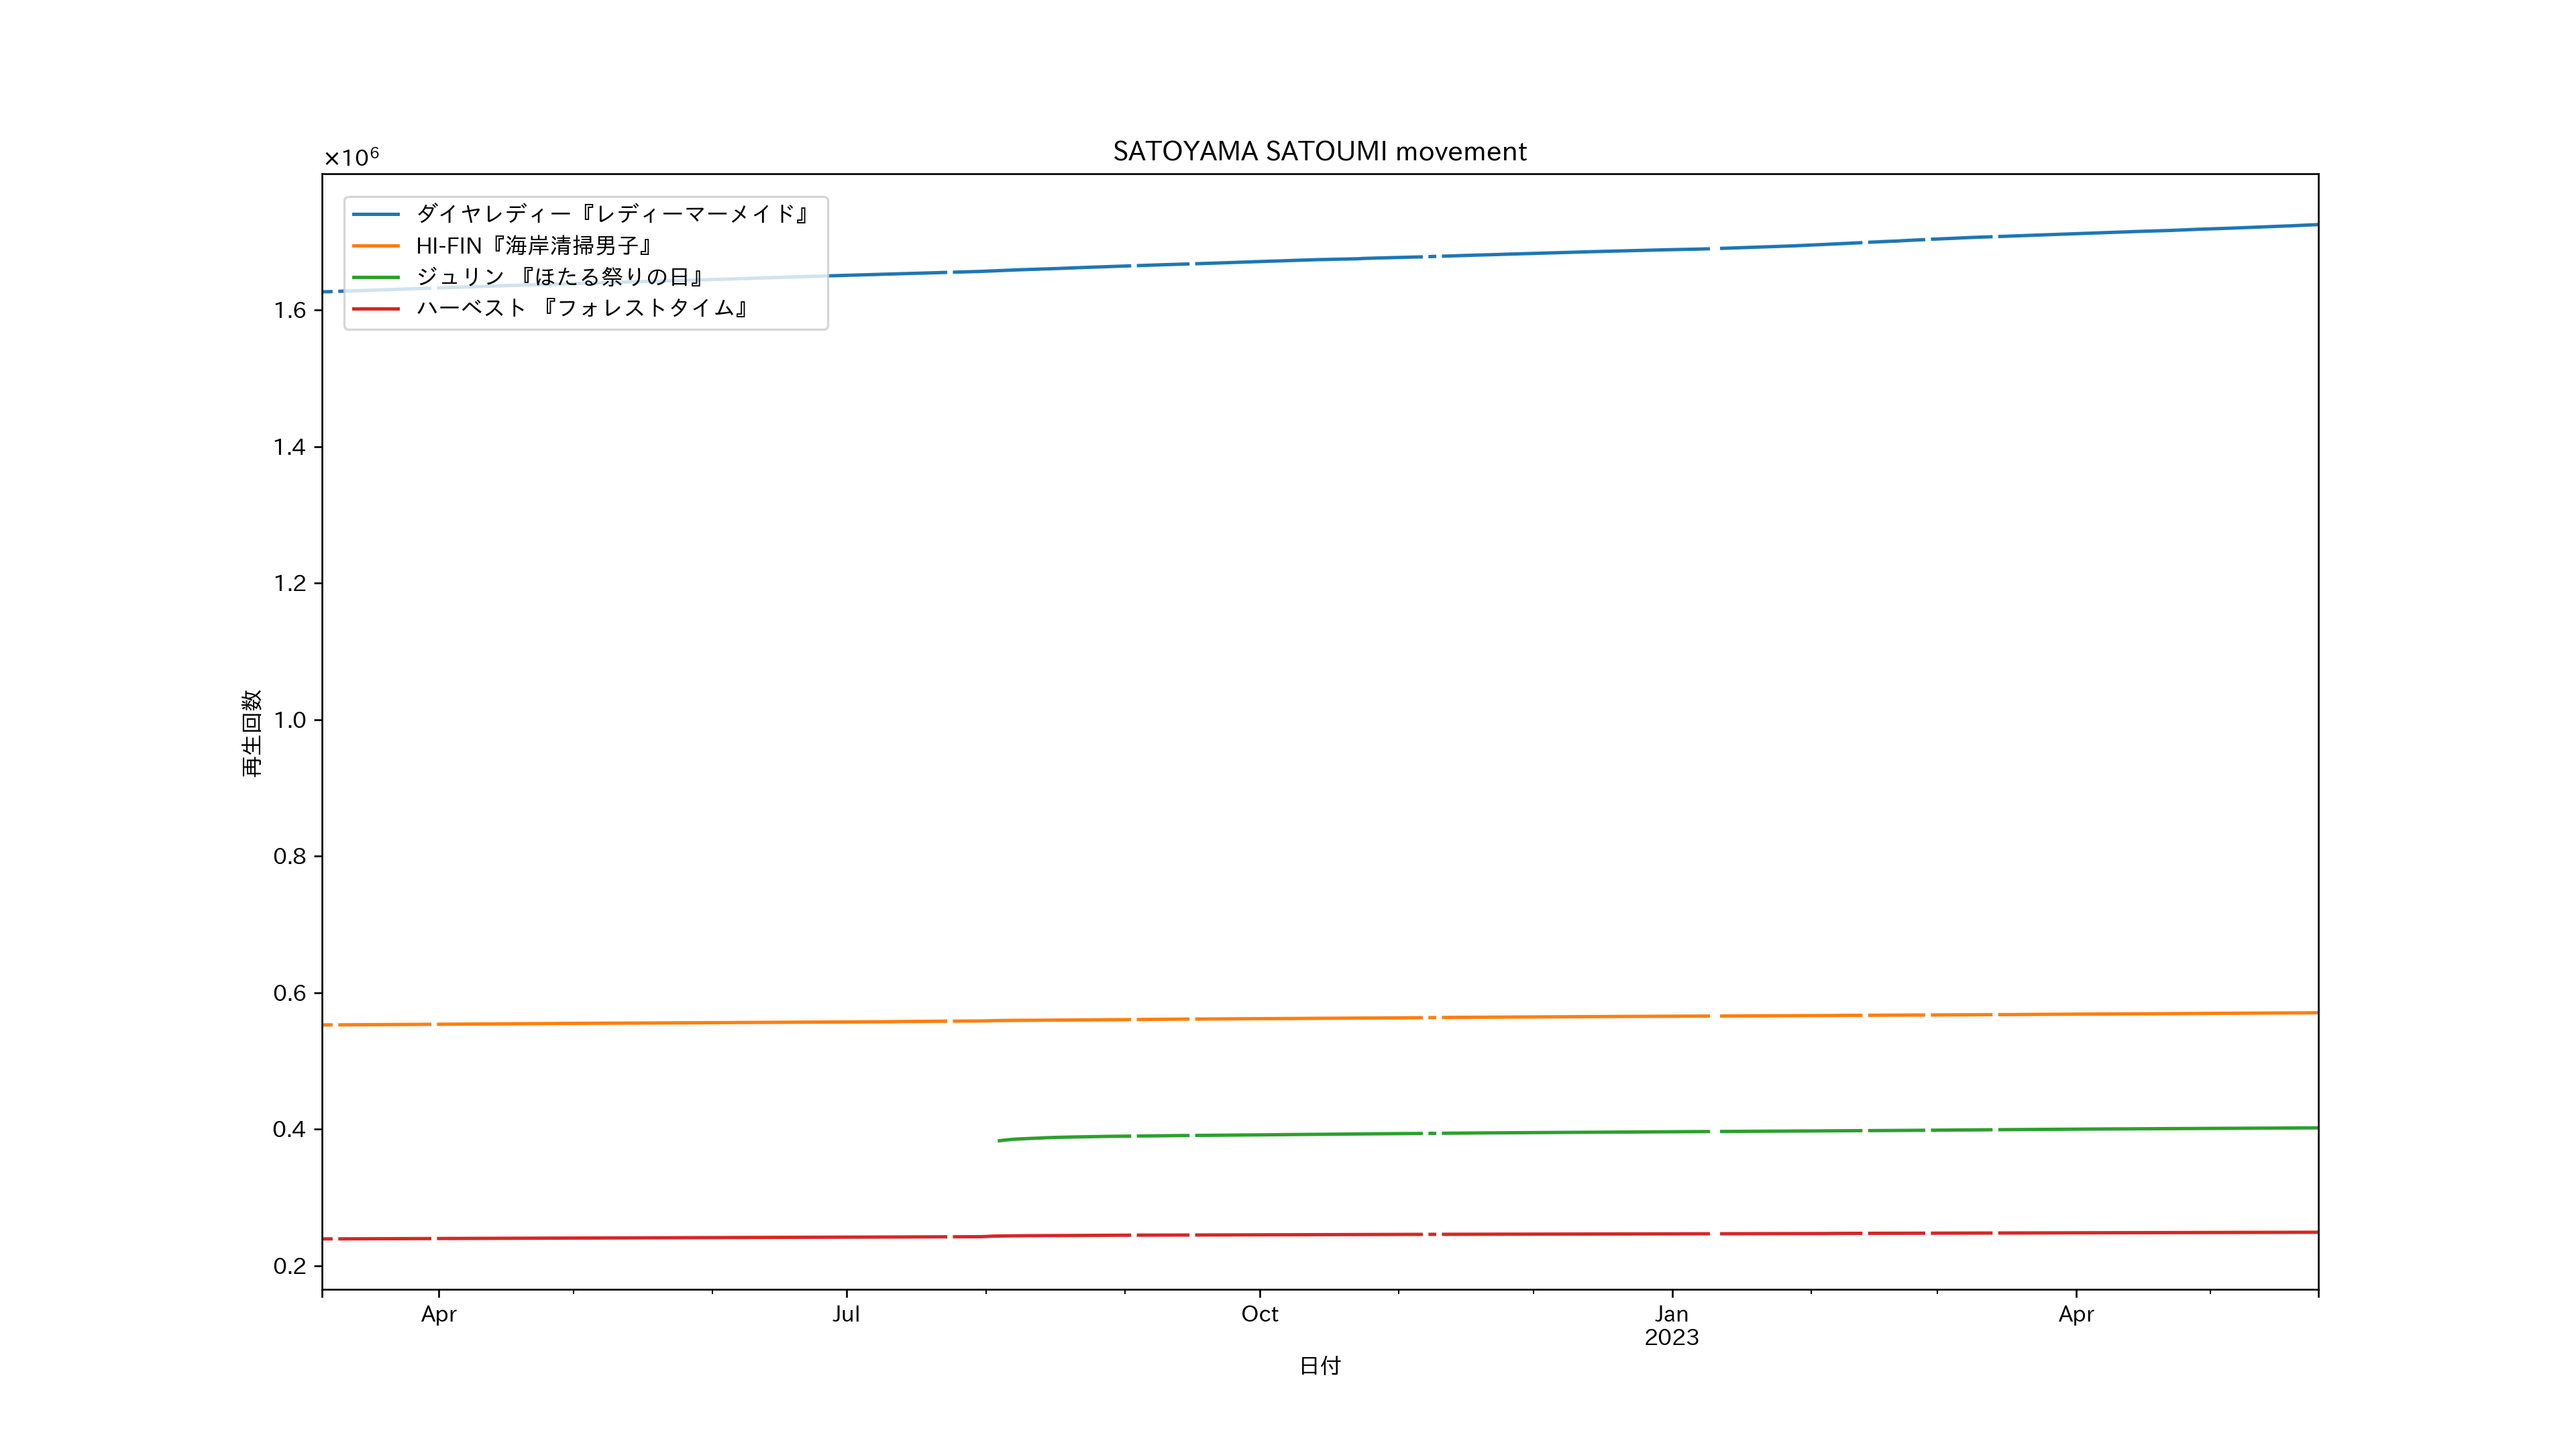 SATOYAMA SATOUMI movement
×10⁶
ダイヤレディー『レディーマーメイド』
HI-FIN『海岸清掃男子』
ジュリン 『ほたる祭りの日』
ハーベスト 『フォレストタイム』
1.6
1.4
1.2
1.0
0.8
0.6
0.4
0.2
再生回数
Apr
Jul
Oct
Jan
2023
Apr
日付